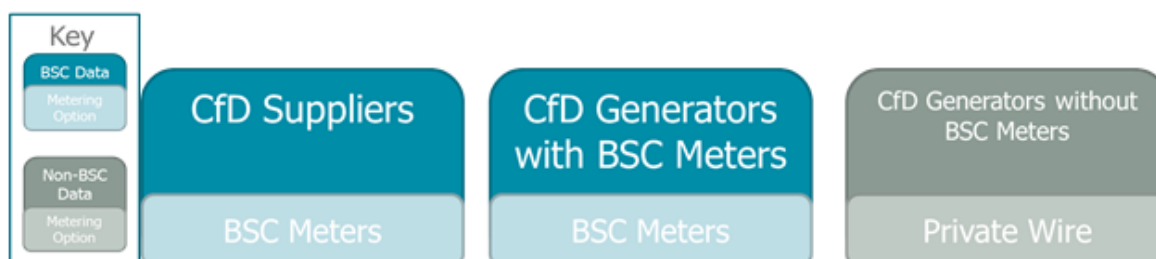 Key
BSC Data
Metering
Option
Non-BSC
Data
Metering
Option
CfD Suppliers
BSC Meters
CfD Generators
with BSC Meters
BSC Meters
CfD Generators without
BSC Meters
Private Wire